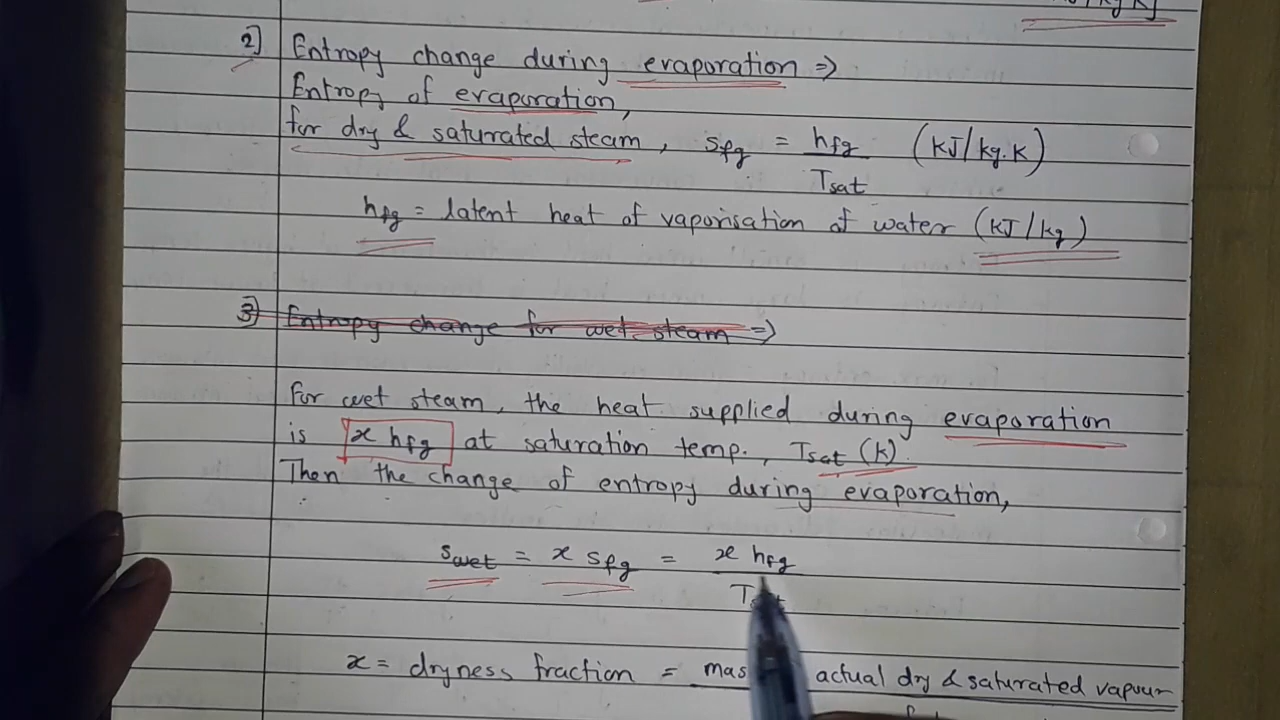 kg K]
2] Entropy change during evaporation ⇒
Entropy of evaporation,
for dry & saturated steam, sfg = hfg / Tsat (kJ/kg.K)
hfg = latent heat of vaporisation of water (kJ/kg)
3) Entropy change for wet steam ⇒
For wet steam, the heat supplied during evaporation
is x hfg at saturation temp., Tsat (K).
Then the change of entropy during evaporation,
swet = x sfg = x hfg / T
x = dryness fraction = mas actual dry & saturated vapour